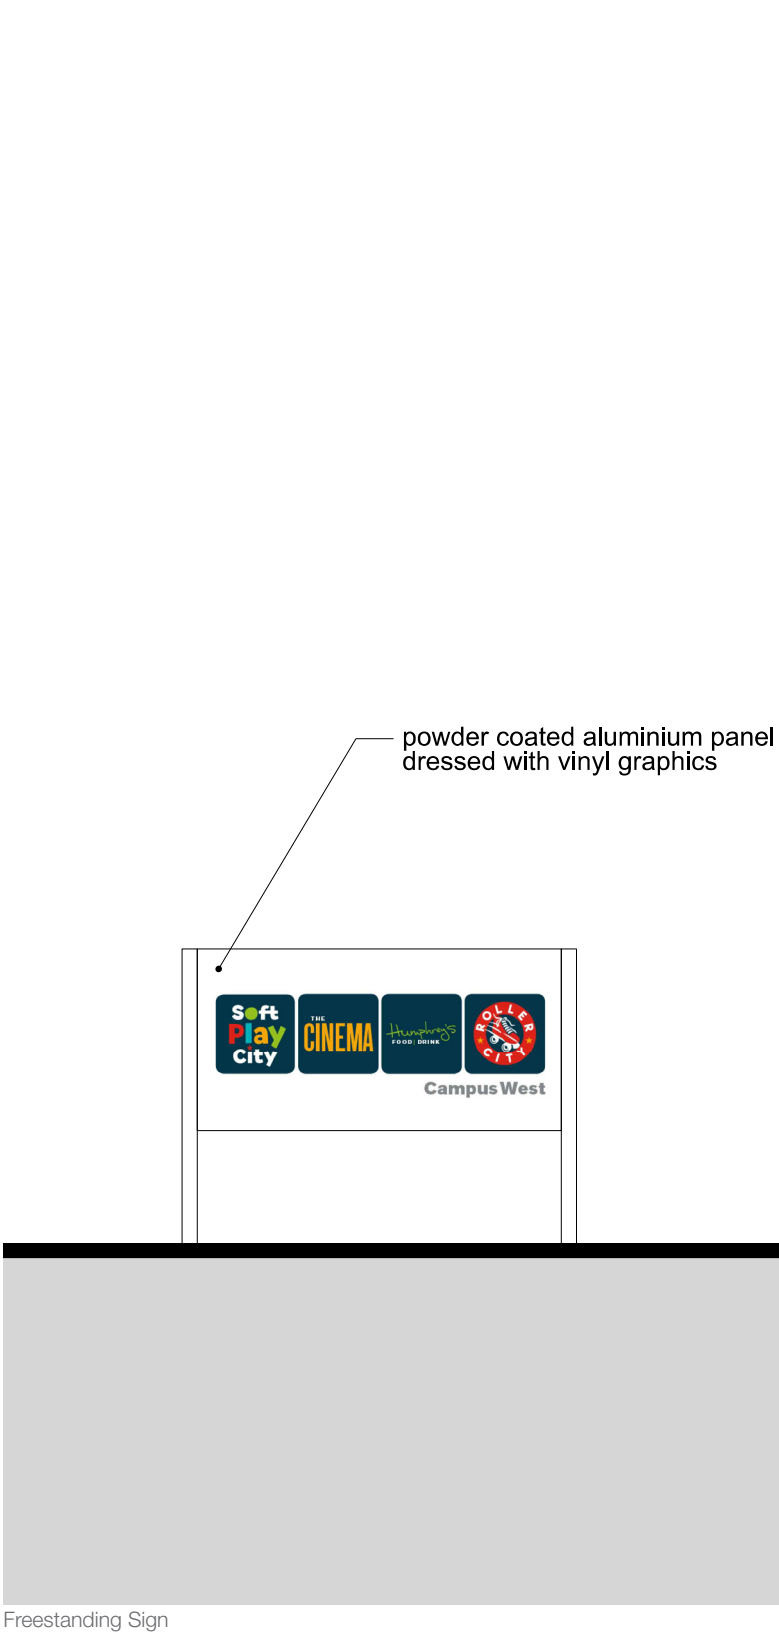 powder coated aluminium panel
dressed with vinyl graphics
Soft
Play
City
THE
CINEMA
Humphrey's
FOOD | DRINK
ROLLER
CITY
Campus West
Freestanding Sign